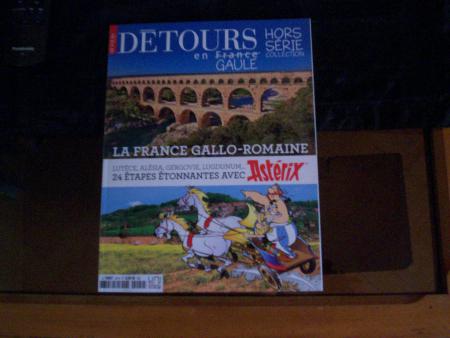 DETOURS
en France
GAULE
HORS
SÉRIE
COLLECTION
LA FRANCE GALLO-ROMAINE
LUTÈCE, ALÉSIA, GERGOVIE, LUGDUNUM...
24 ÉTAPES ÉTONNANTES AVEC Astérix